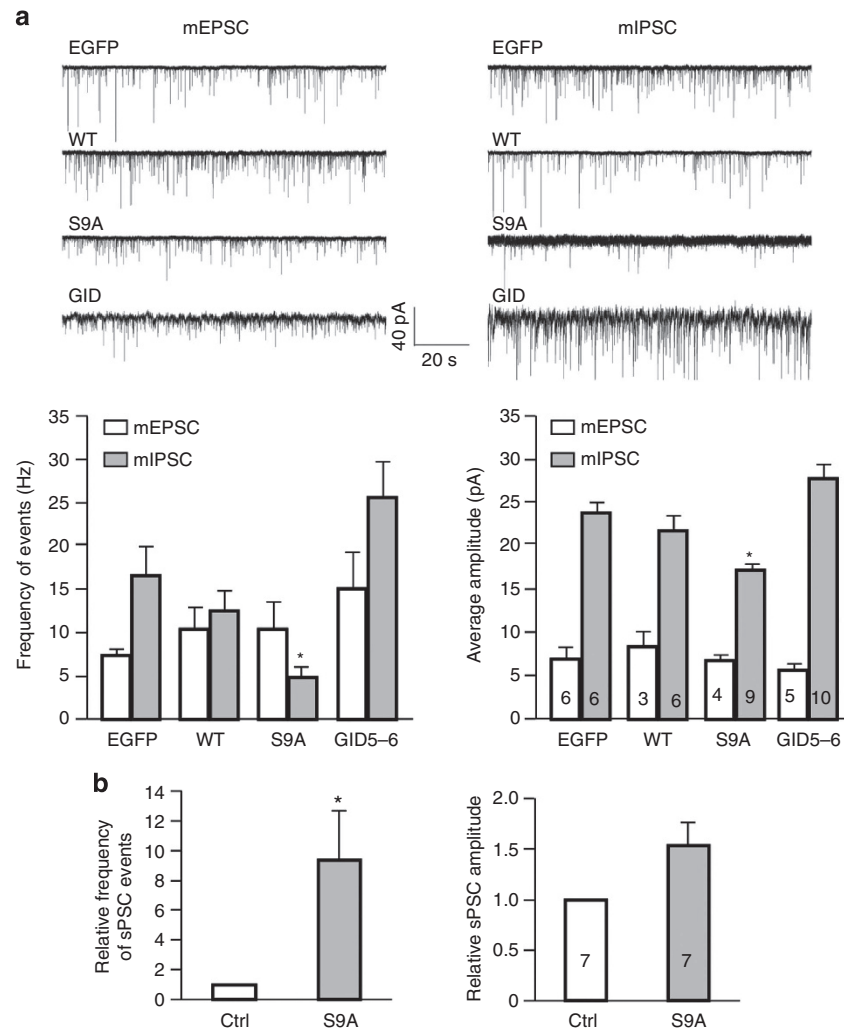 a
mEPSC
mIPSC
EGFP
WT
S9A
GID
EGFP
WT
S9A
GID
40 pA
20 s
Frequency of events (Hz)
35
30
25
20
15
10
5
0
mEPSC
mIPSC
*
EGFP WT S9A GID5–6
Average amplitude (pA)
35
30
25
20
15
10
5
0
mEPSC
mIPSC
*
6 6 3 6 4 9 5 10
EGFP WT S9A GID5–6
b
Relative frequency
of sPSC events
14
12
10
8
6
4
2
0
*
Ctrl S9A
Relative sPSC amplitude
2.0
1.5
1.0
0.5
0
7 7
Ctrl S9A